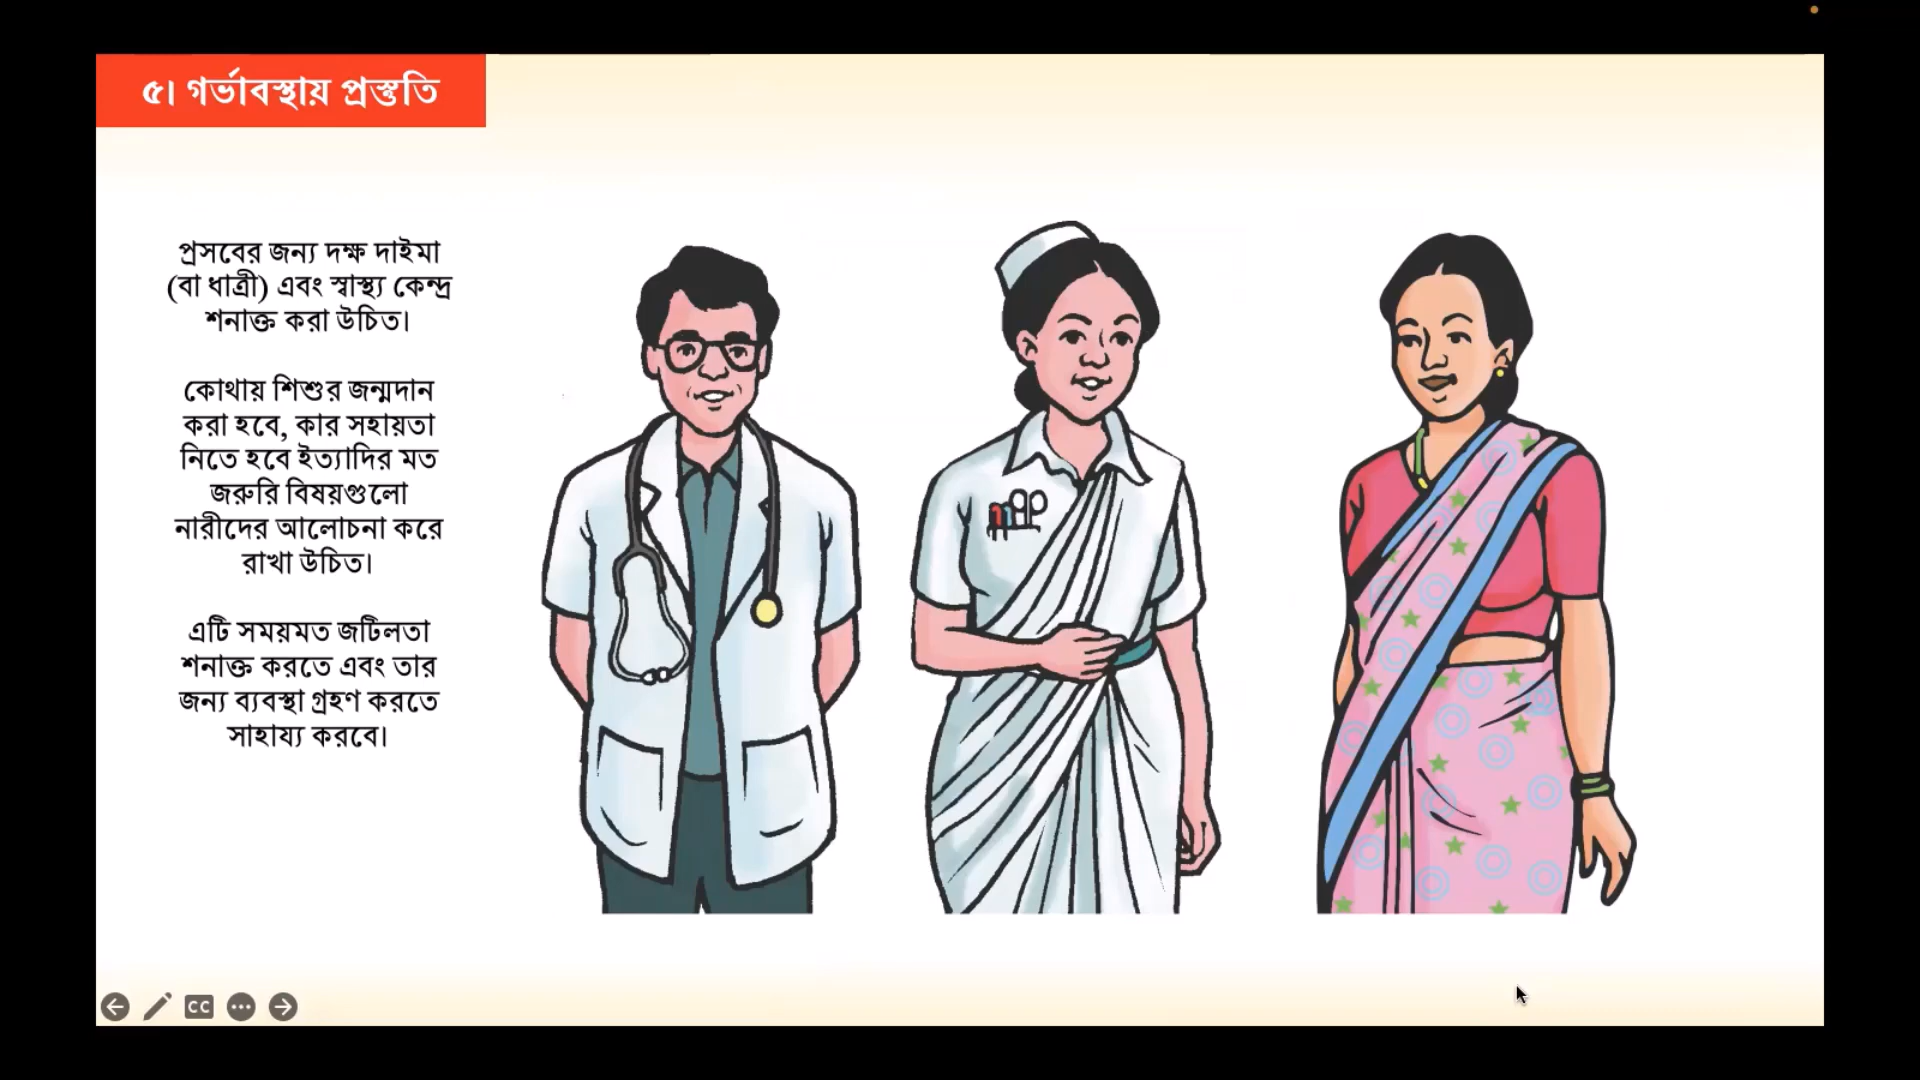 ৫। গর্ভাবস্থায় প্রস্তুতি
প্রসবের জন্য দক্ষ দাইমা
(বা ধাত্রী) এবং স্বাস্থ্য কেন্দ্র
শনাক্ত করা উচিত।
কোথায় শিশুর জন্মদান
করা হবে, কার সহায়তা
নিতে হবে ইত্যাদির মত
জরুরি বিষয়গুলো
নারীদের আলোচনা করে
রাখা উচিত।
এটি সময়মত জটিলতা
শনাক্ত করতে এবং তার
জন্য ব্যবস্থা গ্রহণ করতে
সাহায্য করবে।
CC